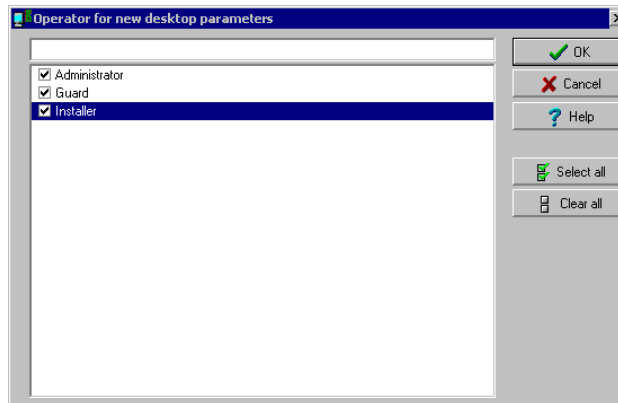 Operator for new desktop parameters
OK
Administrator
Cancel
Guard
Installer
Help
Select all
Clear all